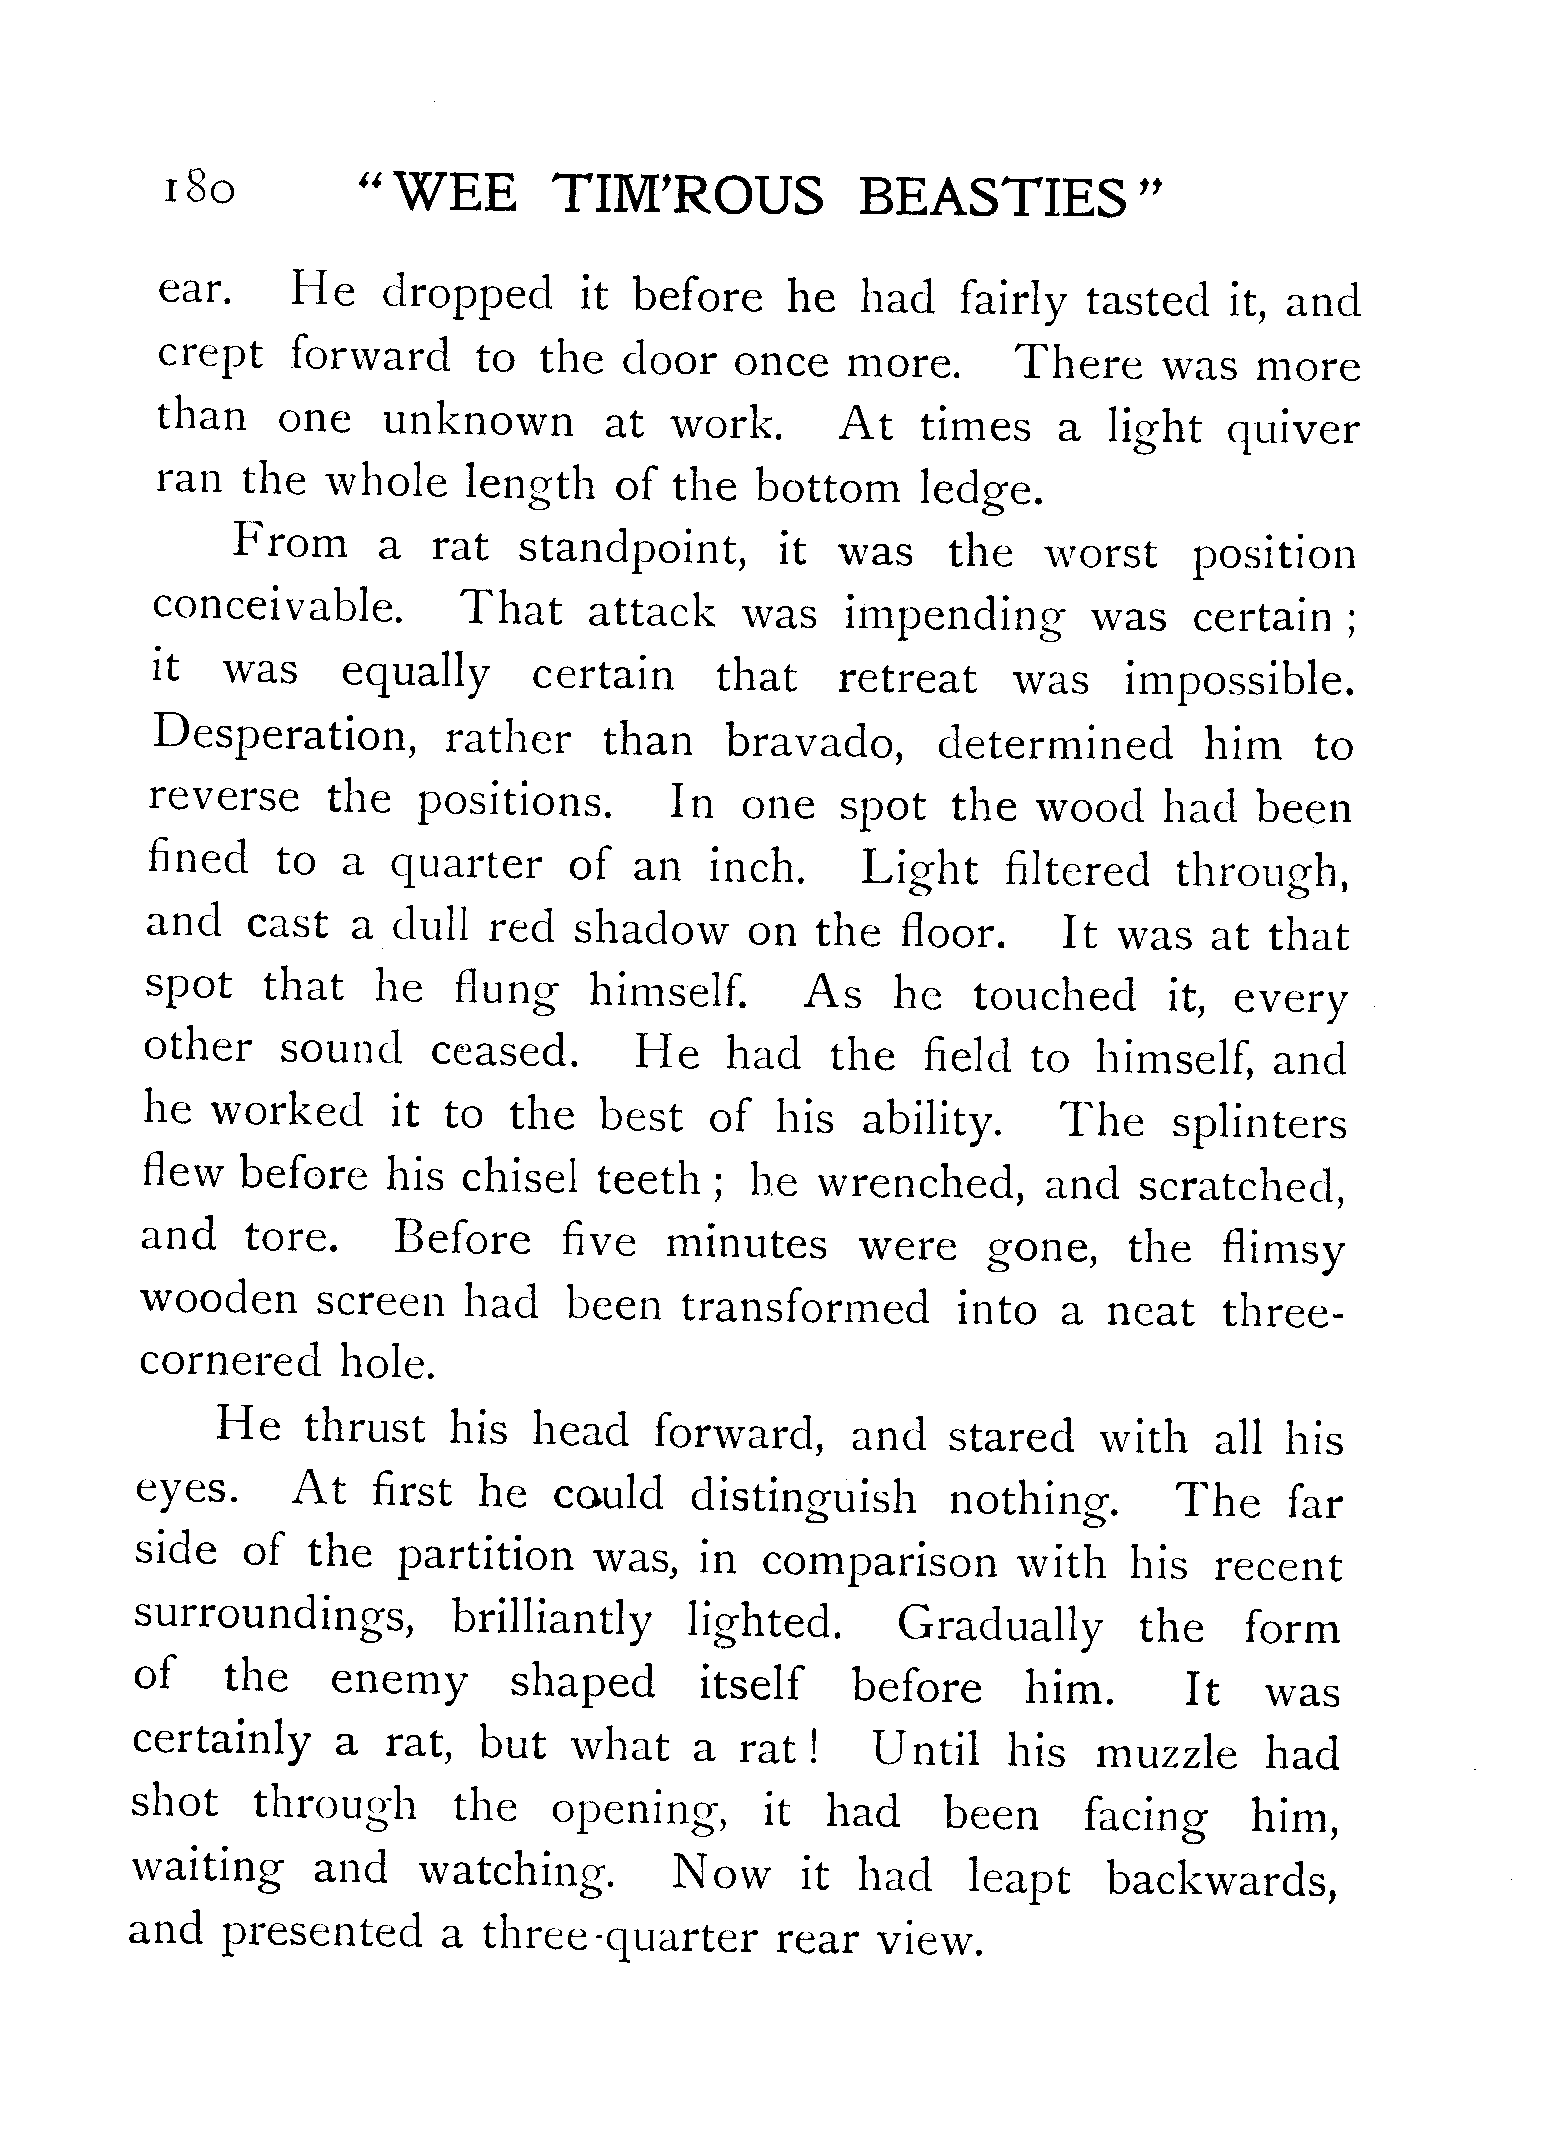 180 "WEE TIM'ROUS BEASTIES"
ear. He dropped it before he had fairly tasted it, and
crept forward to the door once more. There was more
than one unknown at work. At times a light quiver
ran the whole length of the bottom ledge.
From a rat standpoint, it was the worst position
conceivable. That attack was impending was certain ;
it was equally certain that retreat was impossible.
Desperation, rather than bravado, determined him to
reverse the positions. In one spot the wood had been
fined to a quarter of an inch. Light filtered through,
and cast a dull red shadow on the floor. It was at that
spot that he flung himself. As he touched it, every
other sound ceased. He had the field to himself, and
he worked it to the best of his ability. The splinters
flew before his chisel teeth ; he wrenched, and scratched,
and tore. Before five minutes were gone, the flimsy
wooden screen had been transformed into a neat three-
cornered hole.
He thrust his head forward, and stared with all his
eyes. At first he could distinguish nothing. The far
side of the partition was, in comparison with his recent
surroundings, brilliantly lighted. Gradually the form
of the enemy shaped itself before him. It was
certainly a rat, but what a rat ! Until his muzzle had
shot through the opening, it had been facing him,
waiting and watching. Now it had leapt backwards,
and presented a three-quarter rear view.